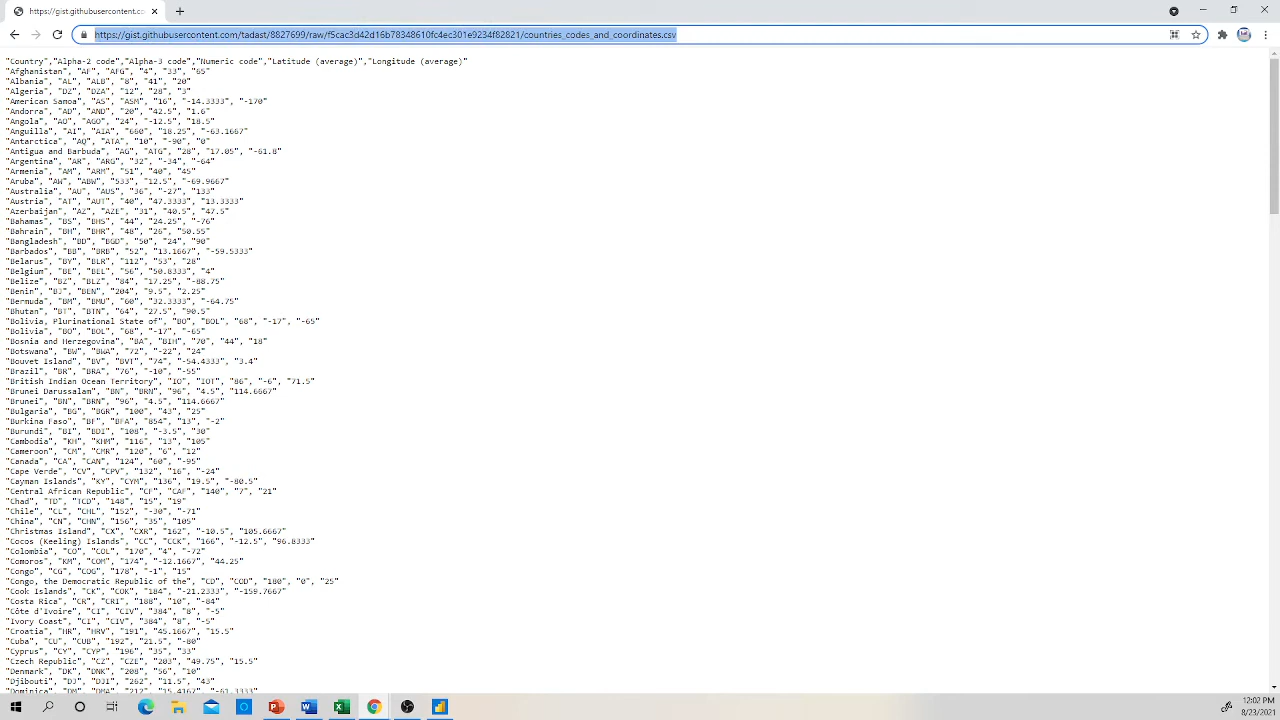 https://gist.githubusercontent.co
https://gist.githubusercontent.com/tadast/8827699/raw/f5cac3d42d16b78348610fc4ec301e9234f82821/countries_codes_and_coordinates.csv
"Country","Alpha-2 code","Alpha-3 code","Numeric code","Latitude (average)","Longitude (average)"
"Afghanistan", "AF", "AFG", "4", "33", "65"
"Albania", "AL", "ALB", "8", "41", "20"
"Algeria", "DZ", "DZA", "12", "28", "3"
"American Samoa", "AS", "ASM", "16", "-14.3333", "-170"
"Andorra", "AD", "AND", "20", "42.5", "1.6"
"Angola", "AO", "AGO", "24", "-12.5", "18.5"
"Anguilla", "AI", "AIA", "660", "18.25", "-63.1667"
"Antarctica", "AQ", "ATA", "10", "-90", "0"
"Antigua and Barbuda", "AG", "ATG", "28", "17.05", "-61.8"
"Argentina", "AR", "ARG", "32", "-34", "-64"
"Armenia", "AM", "ARM", "51", "40", "45"
"Aruba", "AW", "ABW", "533", "12.5", "-69.9667"
"Australia", "AU", "AUS", "36", "-27", "133"
"Austria", "AT", "AUT", "40", "47.3333", "13.3333"
"Azerbaijan", "AZ", "AZE", "31", "40.5", "47.5"
"Bahamas", "BS", "BHS", "44", "24.25", "-76"
"Bahrain", "BH", "BHR", "48", "26", "50.55"
"Bangladesh", "BD", "BGD", "50", "24", "90"
"Barbados", "BB", "BRB", "52", "13.1667", "-59.5333"
"Belarus", "BY", "BLR", "112", "53", "28"
"Belgium", "BE", "BEL", "56", "50.8333", "4"
"Belize", "BZ", "BLZ", "84", "17.25", "-88.75"
"Benin", "BJ", "BEN", "204", "9.5", "2.25"
"Bermuda", "BM", "BMU", "60", "32.3333", "-64.75"
"Bhutan", "BT", "BTN", "64", "27.5", "90.5"
"Bolivia, Plurinational State of", "BO", "BOL", "68", "-17", "-65"
"Bolivia", "BO", "BOL", "68", "-17", "-65"
"Bosnia and Herzegovina", "BA", "BIH", "70", "44", "18"
"Botswana", "BW", "BWA", "72", "-22", "24"
"Bouvet Island", "BV", "BVT", "74", "-54.4333", "3.4"
"Brazil", "BR", "BRA", "76", "-10", "-55"
"British Indian Ocean Territory", "IO", "IOT", "86", "-6", "71.5"
"Brunei Darussalam", "BN", "BRN", "96", "4.5", "114.6667"
"Brunei", "BN", "BRN", "96", "4.5", "114.6667"
"Bulgaria", "BG", "BGR", "100", "43", "25"
"Burkina Faso", "BF", "BFA", "854", "13", "-2"
"Burundi", "BI", "BDI", "108", "-3.5", "30"
"Cambodia", "KH", "KHM", "116", "13", "105"
"Cameroon", "CM", "CMR", "120", "6", "12"
"Canada", "CA", "CAN", "124", "60", "-95"
"Cape Verde", "CV", "CPV", "132", "16", "-24"
"Cayman Islands", "KY", "CYM", "136", "19.5", "-80.5"
"Central African Republic", "CF", "CAF", "140", "7", "21"
"Chad", "TD", "TCD", "148", "15", "19"
"Chile", "CL", "CHL", "152", "-30", "-71"
"China", "CN", "CHN", "156", "35", "105"
"Christmas Island", "CX", "CXR", "162", "-10.5", "105.6667"
"Cocos (Keeling) Islands", "CC", "CCK", "166", "-12.5", "96.8333"
"Colombia", "CO", "COL", "170", "4", "-72"
"Comoros", "KM", "COM", "174", "-12.1667", "44.25"
"Congo", "CG", "COG", "178", "-1", "15"
"Congo, the Democratic Republic of the", "CD", "COD", "180", "0", "25"
"Cook Islands", "CK", "COK", "184", "-21.2333", "-159.7667"
"Costa Rica", "CR", "CRI", "188", "10", "-84"
"Côte d'Ivoire", "CI", "CIV", "384", "8", "-5"
"Ivory Coast", "CI", "CIV", "384", "8", "-5"
"Croatia", "HR", "HRV", "191", "45.1667", "15.5"
"Cuba", "CU", "CUB", "192", "21.5", "-80"
"Cyprus", "CY", "CYP", "196", "35", "33"
"Czech Republic", "CZ", "CZE", "203", "49.75", "15.5"
"Denmark", "DK", "DNK", "208", "56", "10"
"Djibouti", "DJ", "DJI", "262", "11.5", "43"
"Dominica", "DM", "DMA", "212", "15.4167", "-61.3333"
12:02 PM
8/23/2021